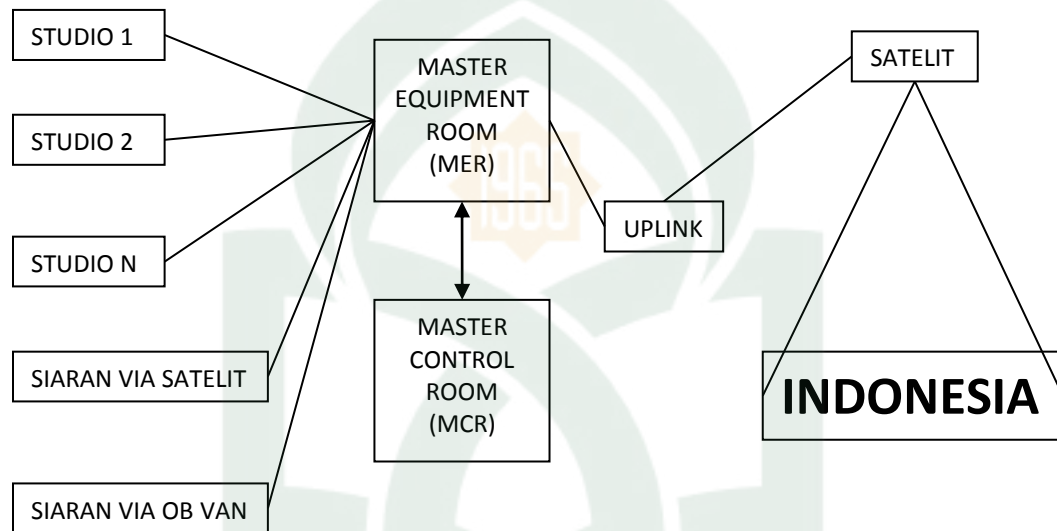 STUDIO 1
STUDIO 2
STUDIO N
SIARAN VIA SATELIT
SIARAN VIA OB VAN
MASTER
EQUIPMENT
ROOM
(MER)
1965
MASTER
CONTROL
ROOM
(MCR)
UPLINK
SATELIT
INDONESIA